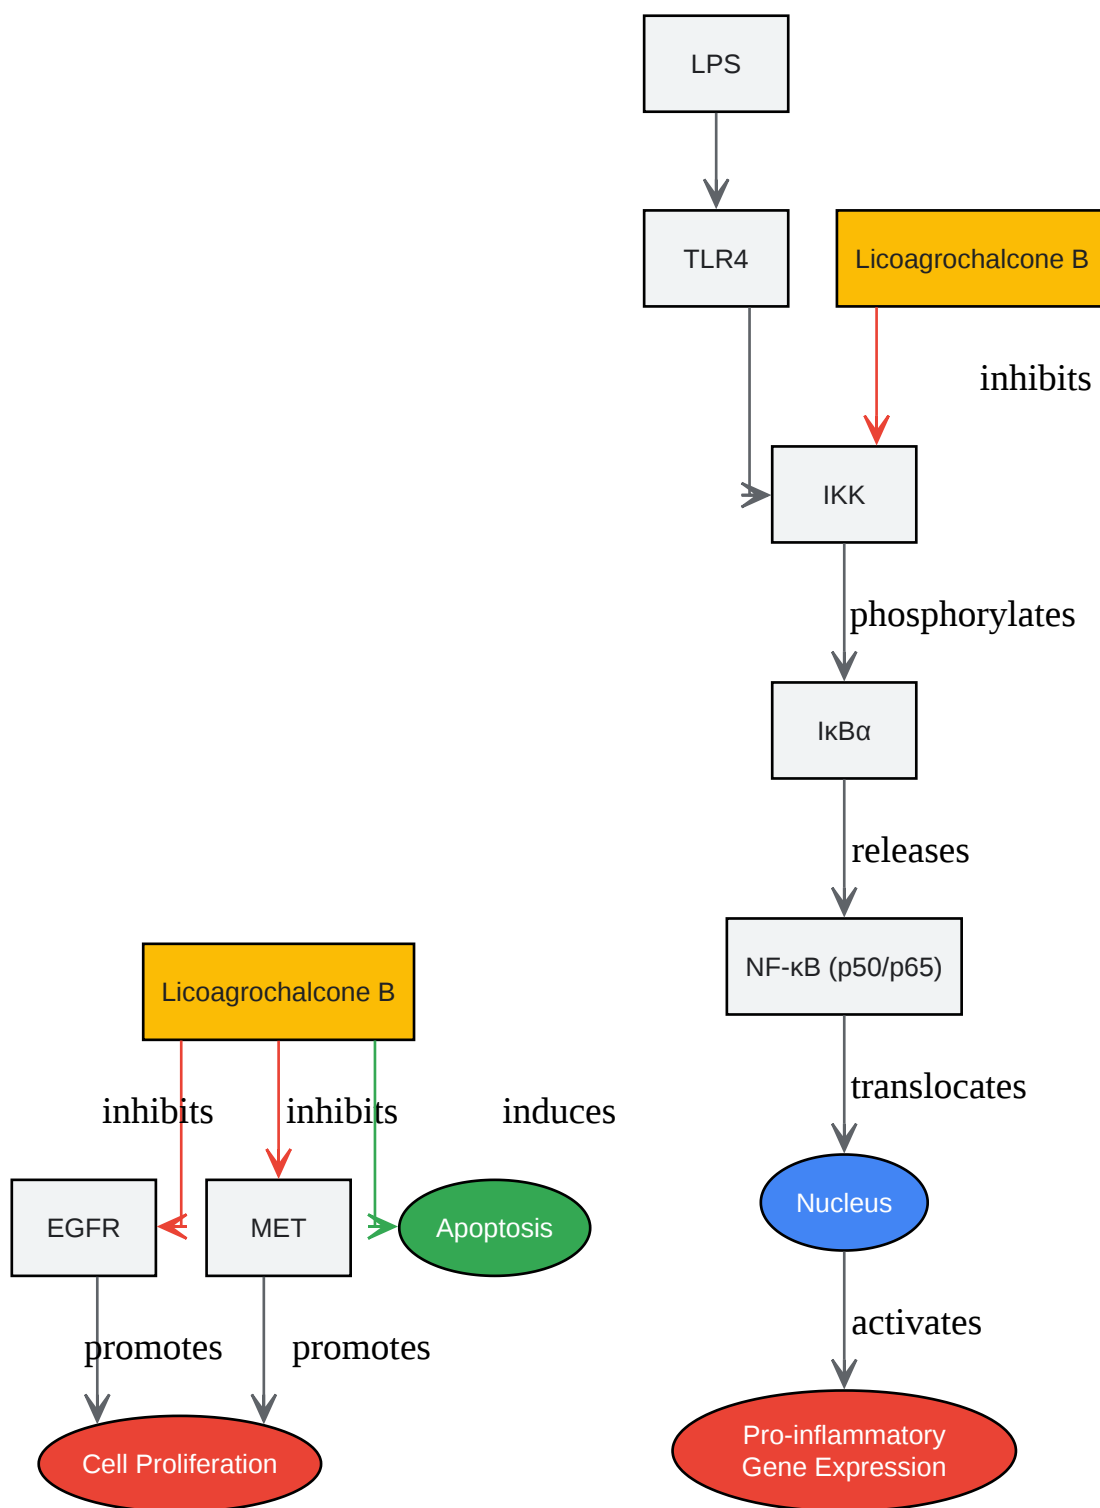 LPS
TLR4
Licoagrochalcone B
inhibits
IKK
phosphorylates
IκBα
releases
NF-κB (p50/p65)
translocates
Nucleus
activates
Pro-inflammatory
Gene Expression
Licoagrochalcone B
inhibits
inhibits
induces
EGFR
MET
Apoptosis
promotes
promotes
Cell Proliferation